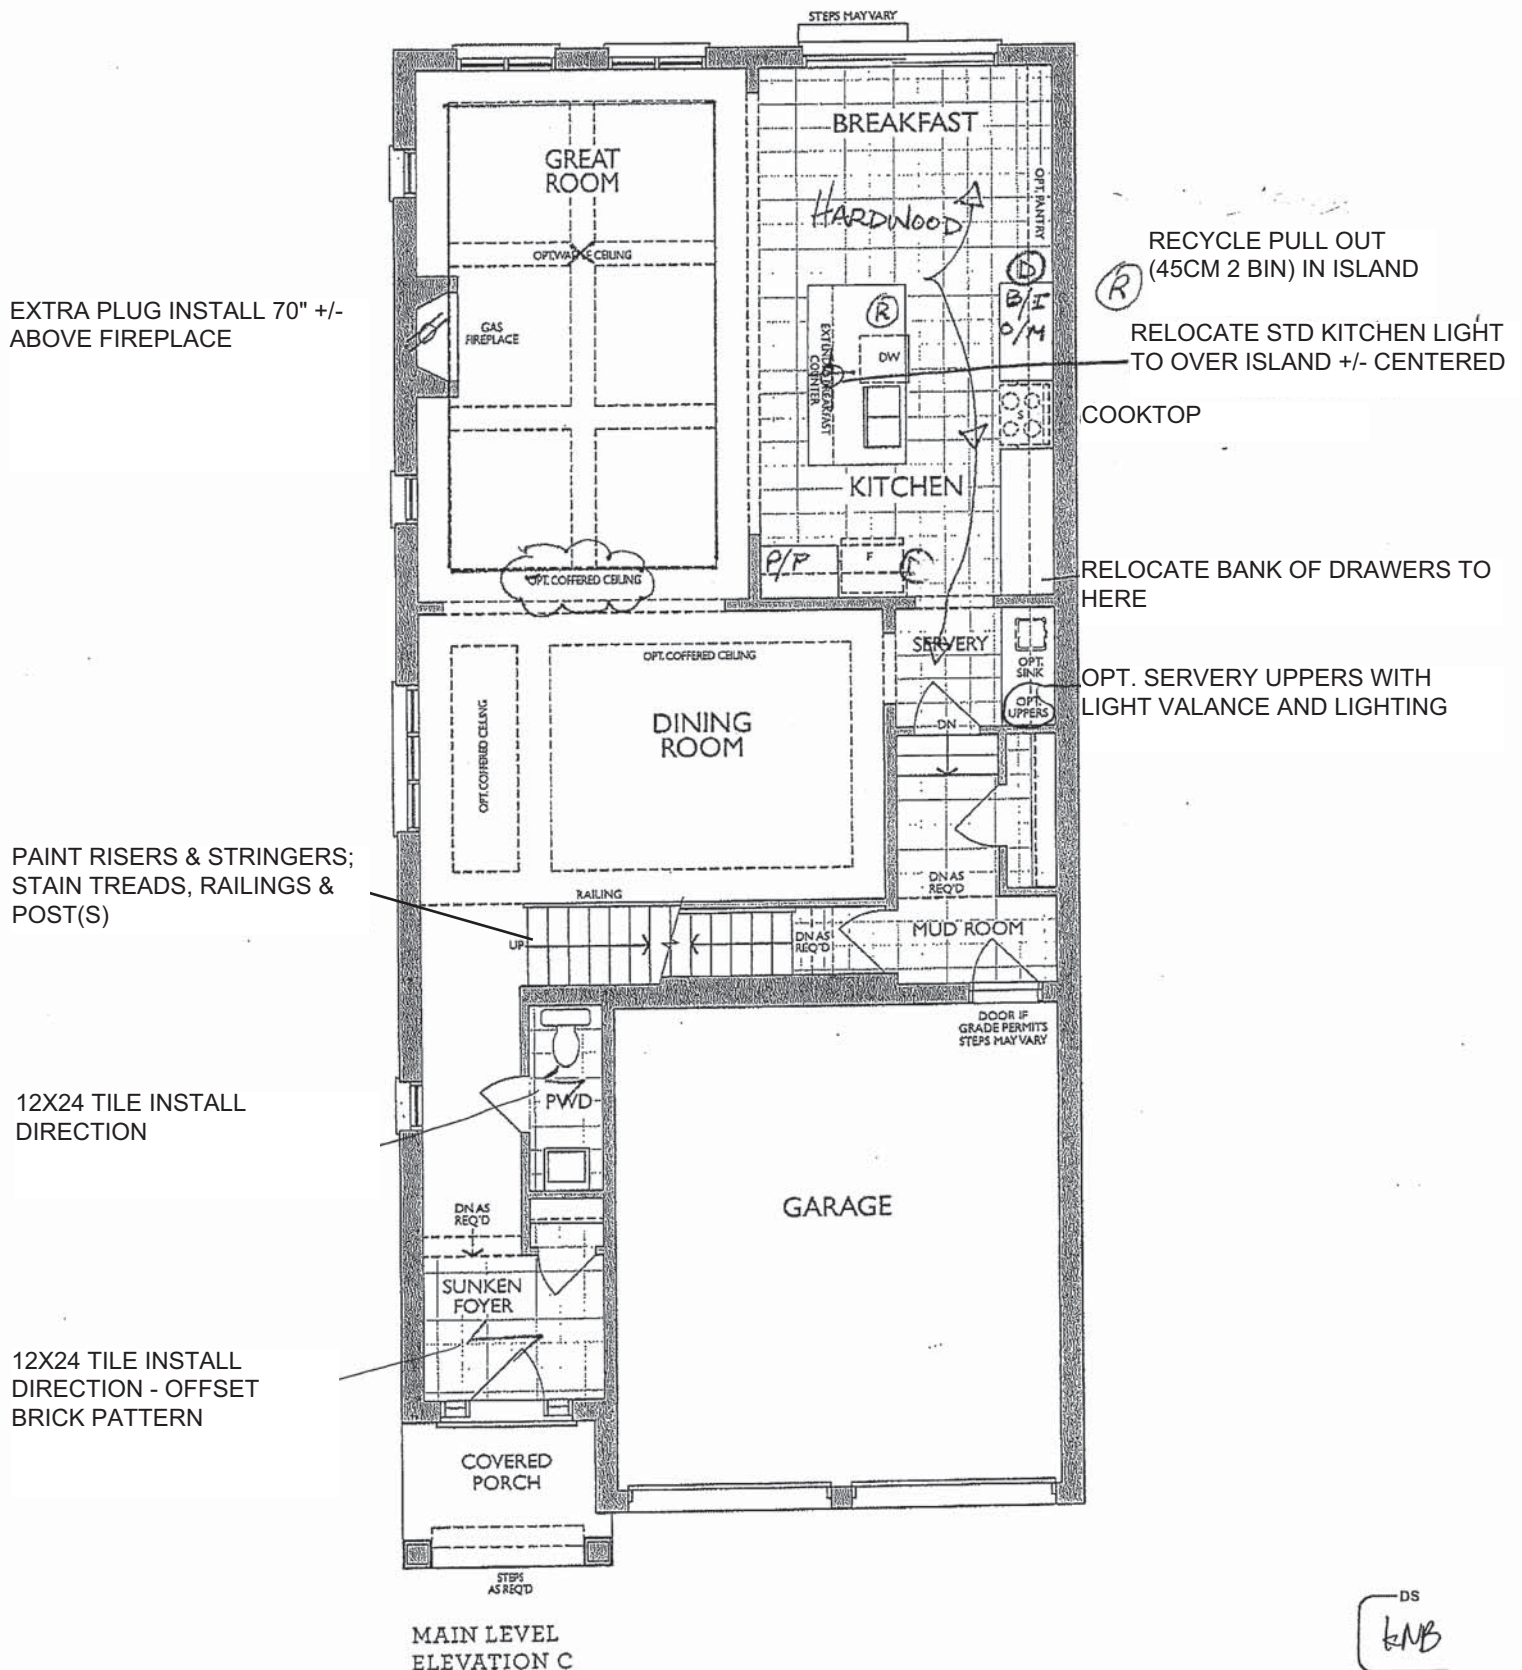 STEPS MAY VARY
BREAKFAST
GREAT
ROOM
OPT. PANTRY
HARDWOOD
RECYCLE PULL OUT
(45CM 2 BIN) IN ISLAND
R
OPT. WAFFLE CEILING
D
B/I
O/M
R
EXTRA PLUG INSTALL 70" +/-
ABOVE FIREPLACE
GAS
FIREPLACE
EXTENDED BREAKFAST
COUNTER
DW
RELOCATE STD KITCHEN LIGHT
TO OVER ISLAND +/- CENTERED
S
COOKTOP
KITCHEN
P/P
F
OPT. COFFERED CEILING
RELOCATE BANK OF DRAWERS TO
HERE
SERVERY
OPT.
SINK
OPT.
UPPERS
OPT. SERVERY UPPERS WITH
LIGHT VALANCE AND LIGHTING
OPT. COFFERED CEILING
OPT. COFFERED CEILING
DINING
ROOM
DN
PAINT RISERS & STRINGERS;
STAIN TREADS, RAILINGS &
POST(S)
DN AS
REQ'D
RAILING
UP
DN AS
REQ'D
MUD ROOM
DOOR IF
GRADE PERMITS
STEPS MAY VARY
12X24 TILE INSTALL
DIRECTION
PWD
GARAGE
DN AS
REQ'D
SUNKEN
FOYER
12X24 TILE INSTALL
DIRECTION - OFFSET
BRICK PATTERN
COVERED
PORCH
STEPS
AS REQ'D
MAIN LEVEL
ELEVATION C
DS
KNB